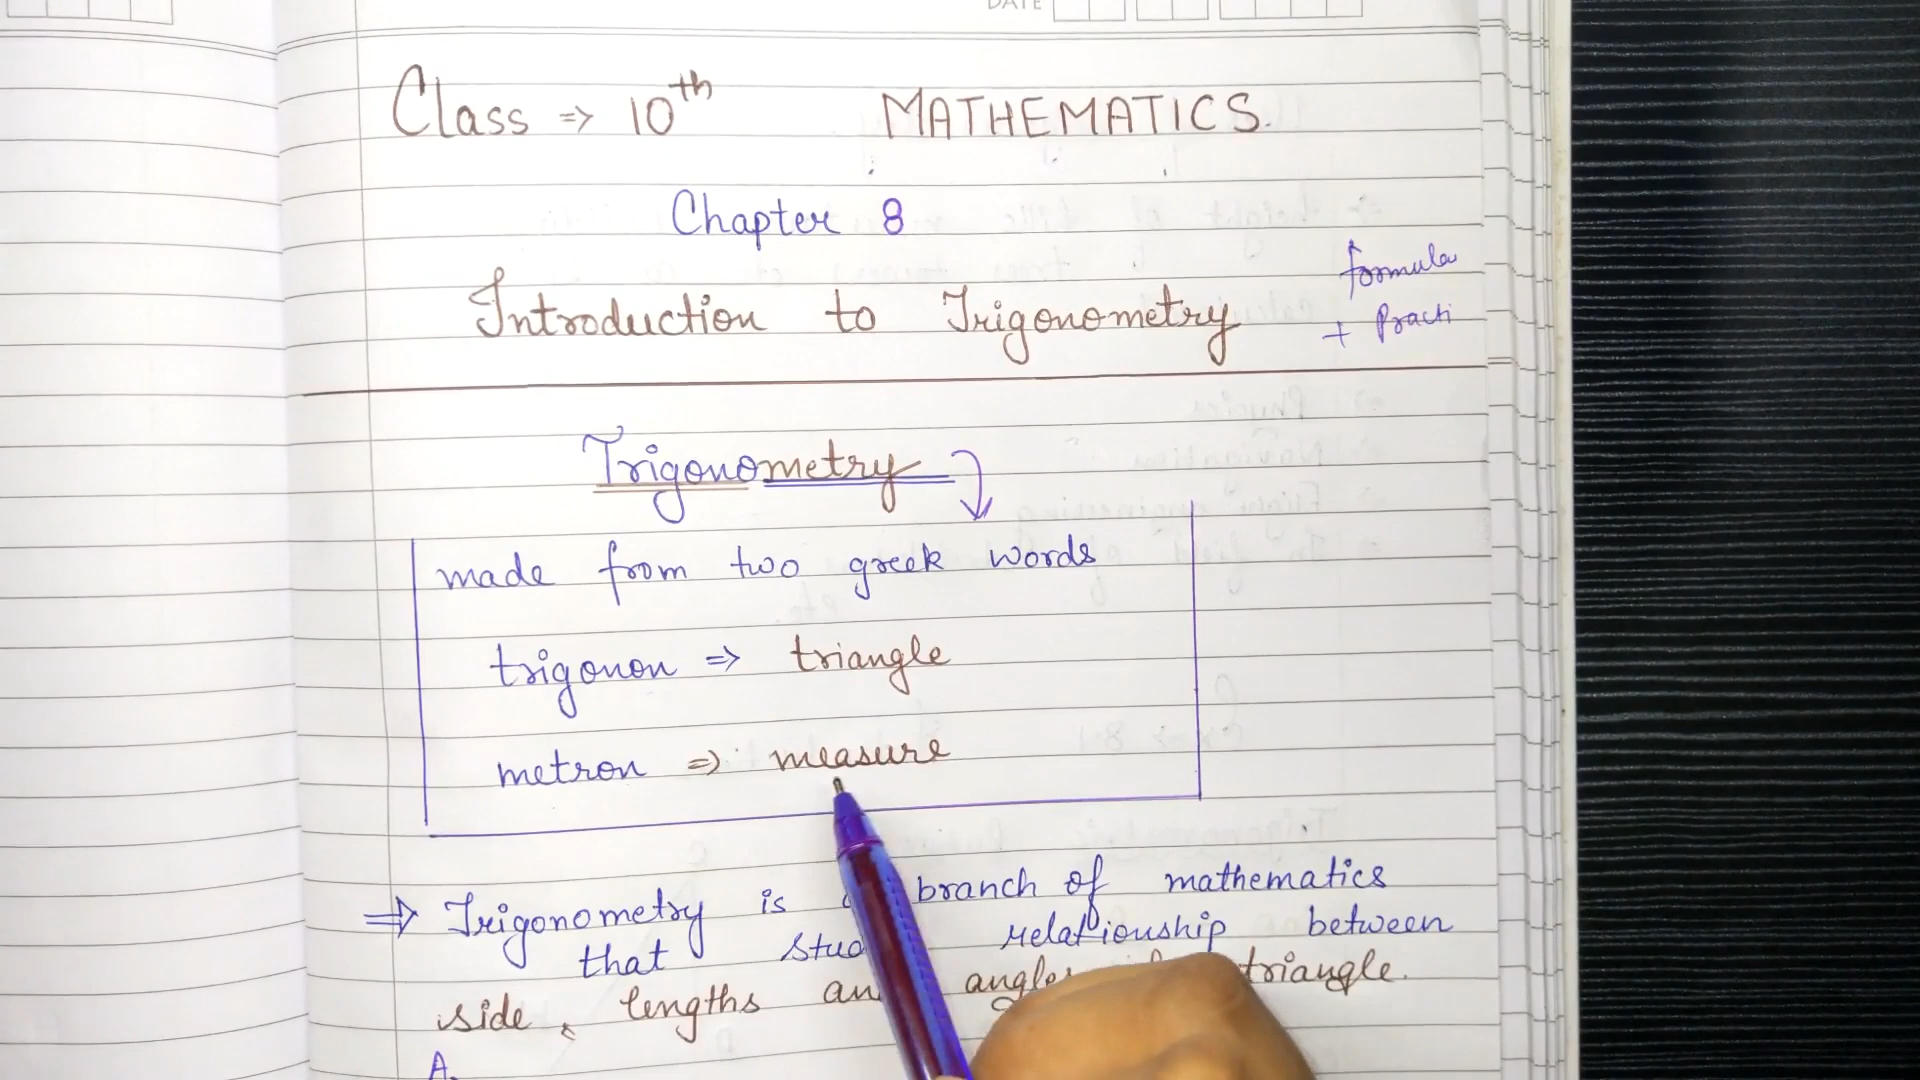 DATE
Class => 10th MATHEMATICS.
Chapter 8
Introduction to Trigonometry
formula
+ Practi
Trigonometry
made from two greek words
trigonon => triangle
metron => measure
=> Trigonometry is branch of mathematics
that relationship between
side, lengths triangle.
A